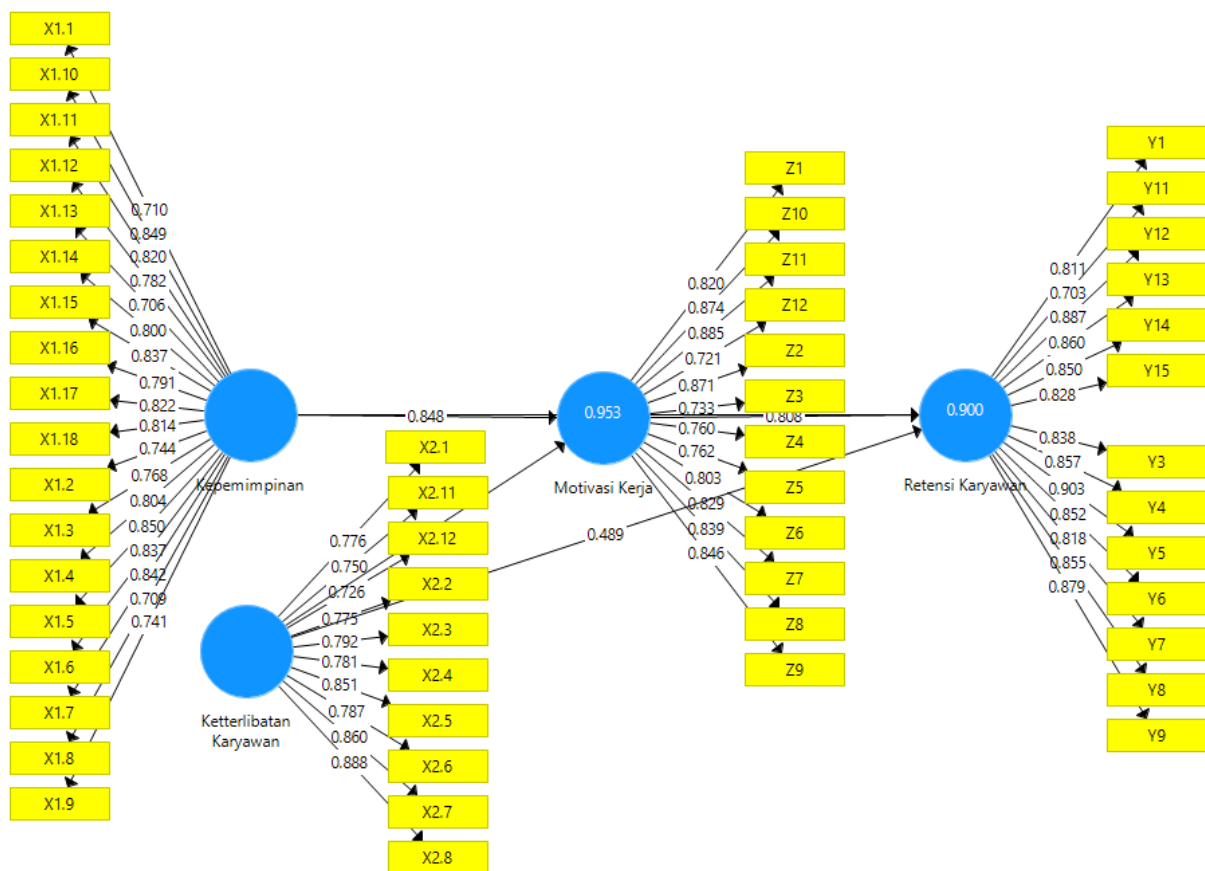 X1.1
X1.10
X1.11
X1.12
X1.13
X1.14
X1.15
X1.16
X1.17
X1.18
X1.2
X1.3
X1.4
X1.5
X1.6
X1.7
X1.8
X1.9
0.710
0.849
0.820
0.782
0.706
0.800
0.837
0.791
0.822
0.814
0.744
0.768
0.804
0.850
0.837
0.842
0.709
0.741
Kepemimpinan
0.848
Ketterlibatan
Karyawan
0.776
0.750
0.726
0.775
0.792
0.781
0.851
0.787
0.860
0.888
X2.1
X2.11
X2.12
X2.2
X2.3
X2.4
X2.5
X2.6
X2.7
X2.8
0.489
0.953
Motivasi Kerja
0.820
0.874
0.885
0.721
0.871
0.733
0.760
0.762
0.803
0.829
0.839
0.846
Z1
Z10
Z11
Z12
Z2
Z3
Z4
Z5
Z6
Z7
Z8
Z9
0.808
0.900
Retensi Karyawan
0.811
0.703
0.887
0.860
0.850
0.828
0.838
0.857
0.903
0.852
0.818
0.855
0.879
Y1
Y11
Y12
Y13
Y14
Y15
Y3
Y4
Y5
Y6
Y7
Y8
Y9